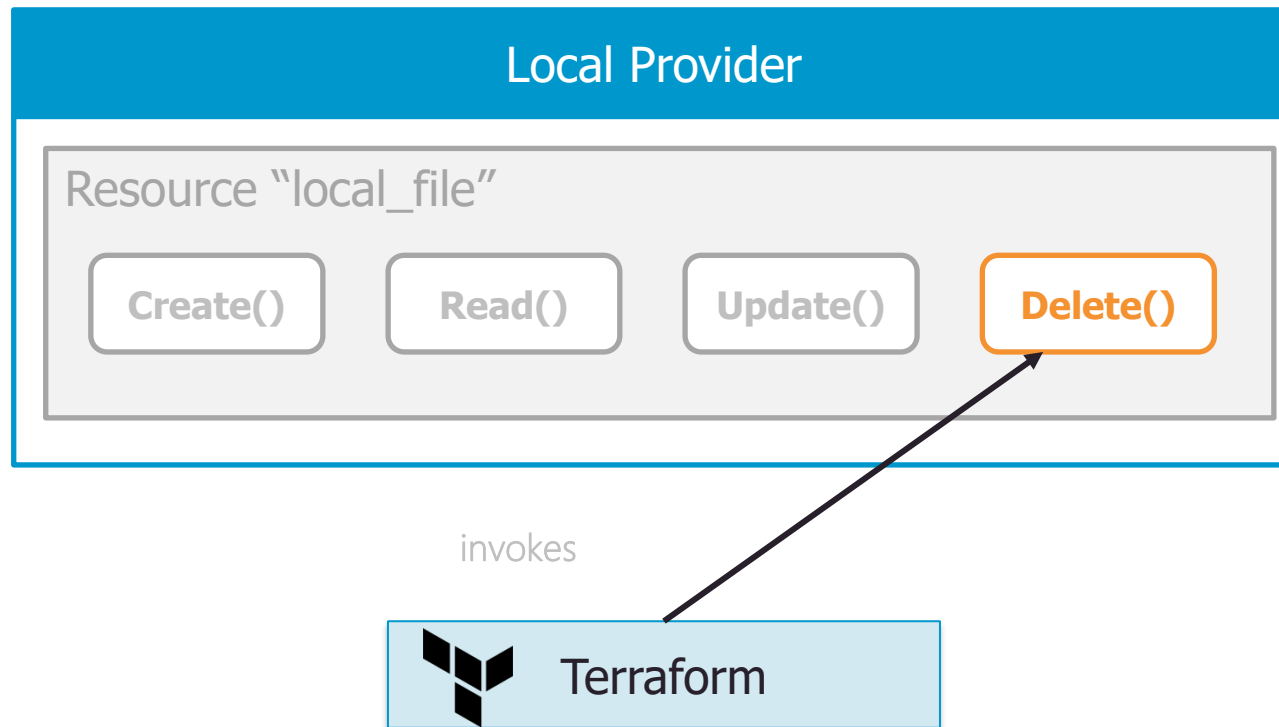 Local Provider
Resource “local_file”
Create()
Read()
Update()
Delete()
invokes
Terraform